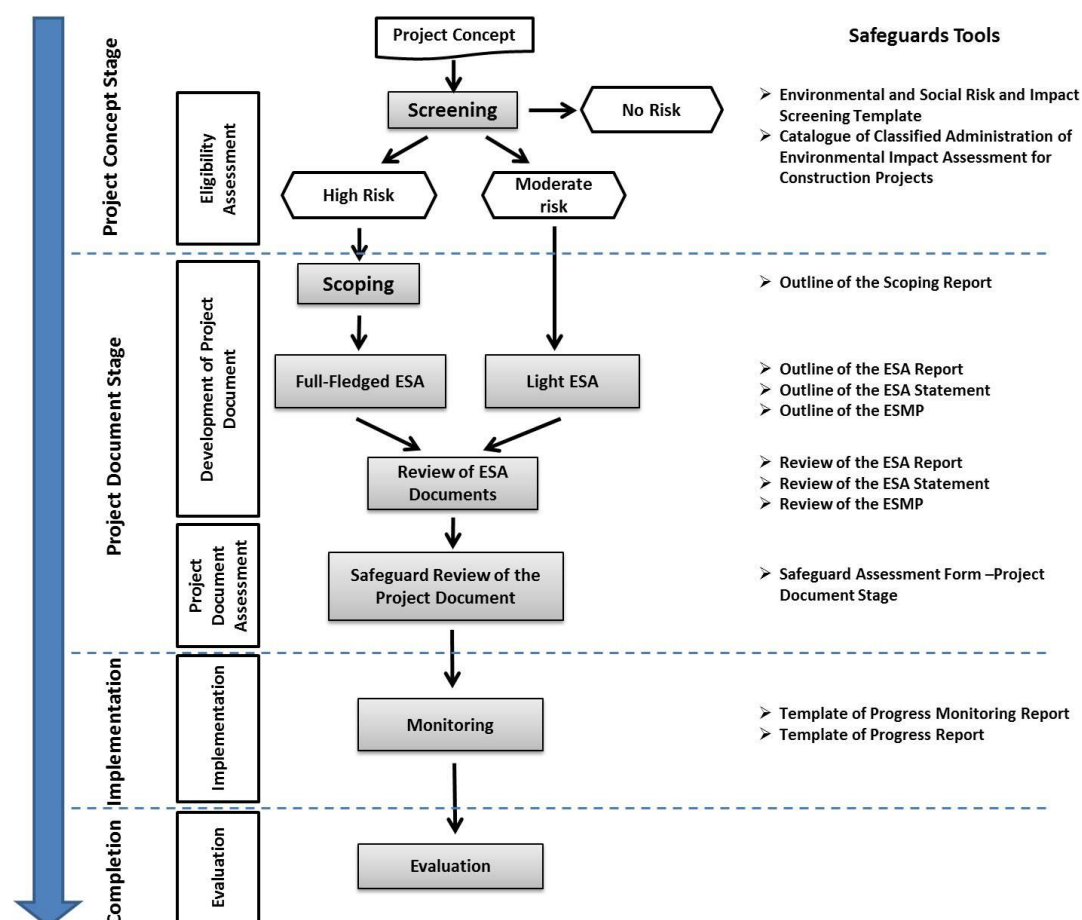 Project Concept
Safeguards Tools
Project Concept Stage
Eligibility
Assessment
Screening
No Risk
➢ Environmental and Social Risk and Impact
Screening Template
➢ Catalogue of Classified Administration of
Environmental Impact Assessment for
Construction Projects
High Risk
Moderate
risk
Project Document Stage
Development of Project
Document
Scoping
➢ Outline of the Scoping Report
Full-Fledged ESA
Light ESA
➢ Outline of the ESA Report
➢ Outline of the ESA Statement
➢ Outline of the ESMP
Review of ESA
Documents
➢ Review of the ESA Report
➢ Review of the ESA Statement
➢ Review of the ESMP
Project
Document
Assessment
Safeguard Review of the
Project Document
➢ Safeguard Assessment Form –Project
Document Stage
Implementation
Implementation
Monitoring
➢ Template of Progress Monitoring Report
➢ Template of Progress Report
Completion
Evaluation
Evaluation